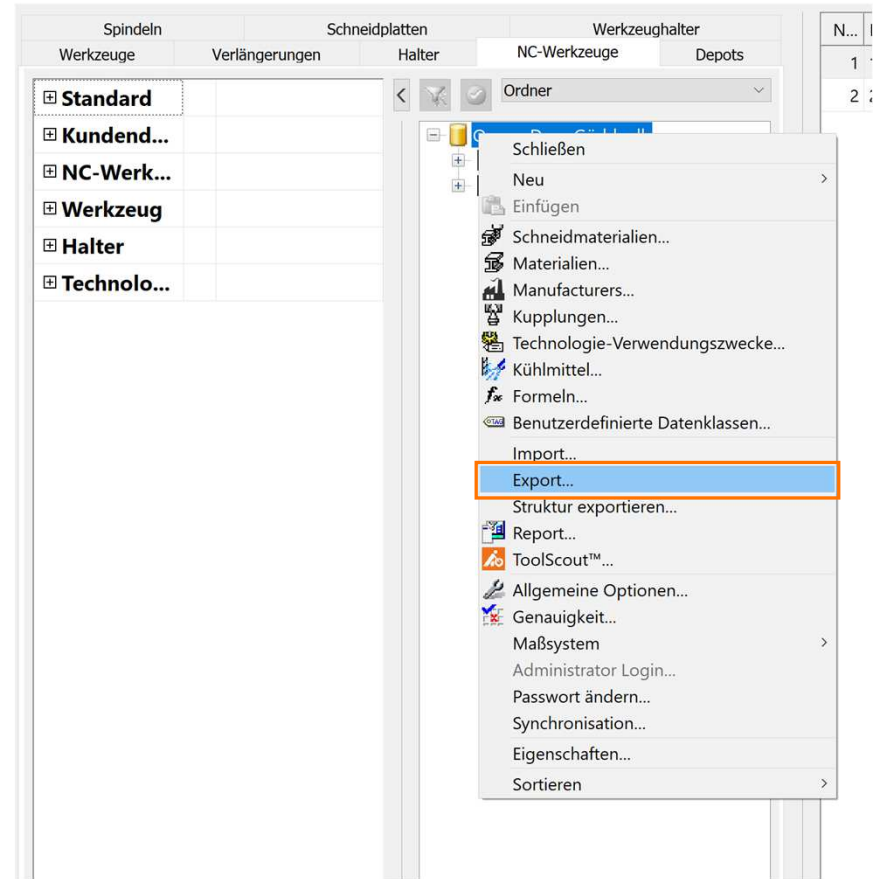 Spindeln Schneidplatten Werkzeughalter
Werkzeuge Verlängerungen Halter NC-Werkzeuge Depots
Standard
Kundend...
NC-Werk...
Werkzeug
Halter
Technolo...
Ordner
Schließen
Neu
Einfügen
Schneidmaterialien...
Materialien...
Manufacturers...
Kupplungen...
Technologie-Verwendungszwecke...
Kühlmittel...
Formeln...
TAG
Benutzerdefinierte Datenklassen...
Import...
Export...
Struktur exportieren...
Report...
ToolScout™...
Allgemeine Optionen...
Genauigkeit...
Maßsystem
Administrator Login...
Passwort ändern...
Synchronisation...
Eigenschaften...
Sortieren
N...
1
2